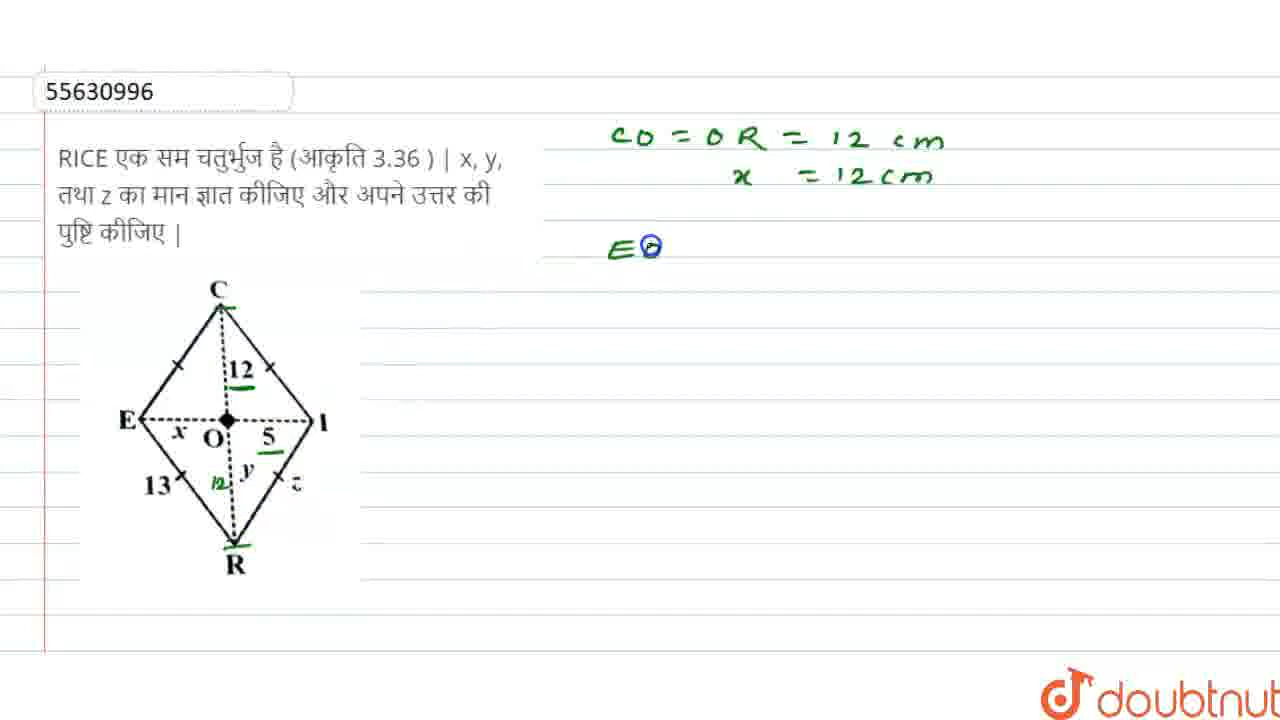 55630996
RICE एक सम चतुर्भुज है (आकृति 3.36 ) | x, y,
तथा z का मान ज्ञात कीजिए और अपने उत्तर की
पुष्टि कीजिए |
CO = OR = 12 cm
x = 12 cm
EO
C
12
E x O 5 I
13 12 y z
R
doubtnut